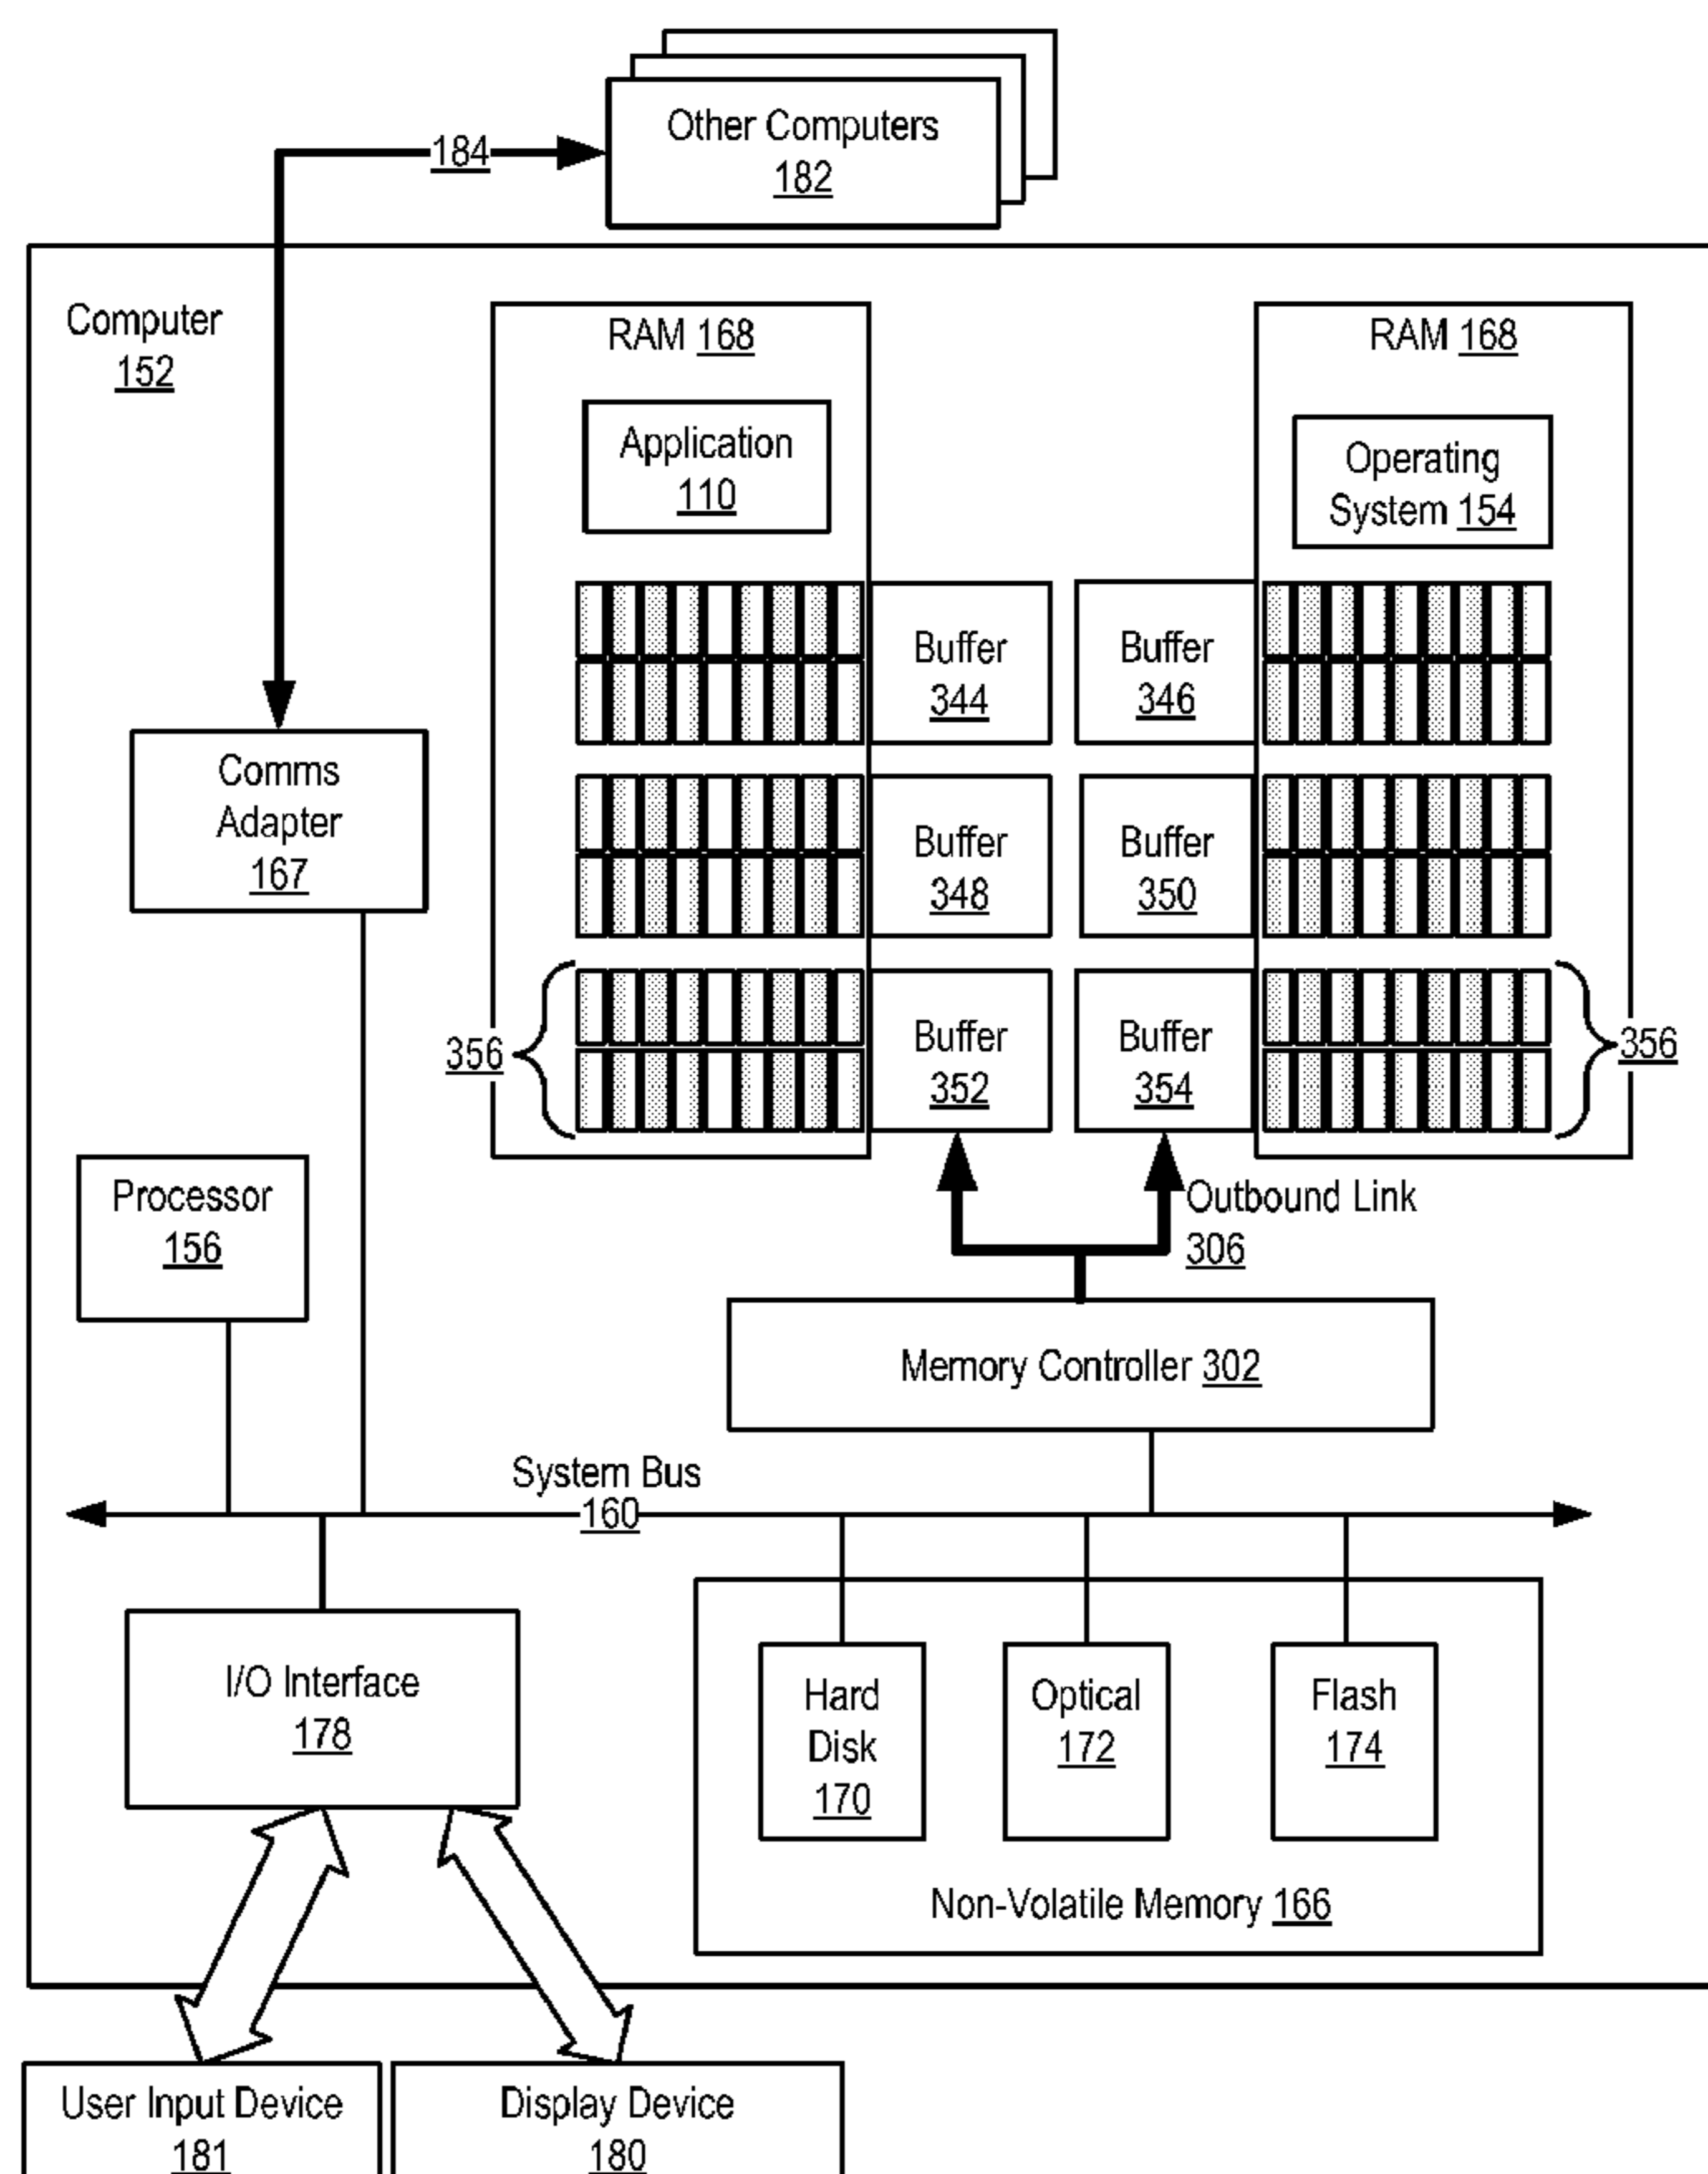 Other Computers
182
184
Computer
152
RAM 168
RAM 168
Application
110
Operating
System 154
Buffer
344
Buffer
346
Comms
Adapter
167
Buffer
348
Buffer
350
356
Buffer
352
Buffer
354
356
Processor
156
Outbound Link
306
Memory Controller 302
System Bus
160
I/O Interface
178
Hard
Disk
170
Optical
172
Flash
174
Non-Volatile Memory 166
User Input Device
181
Display Device
180